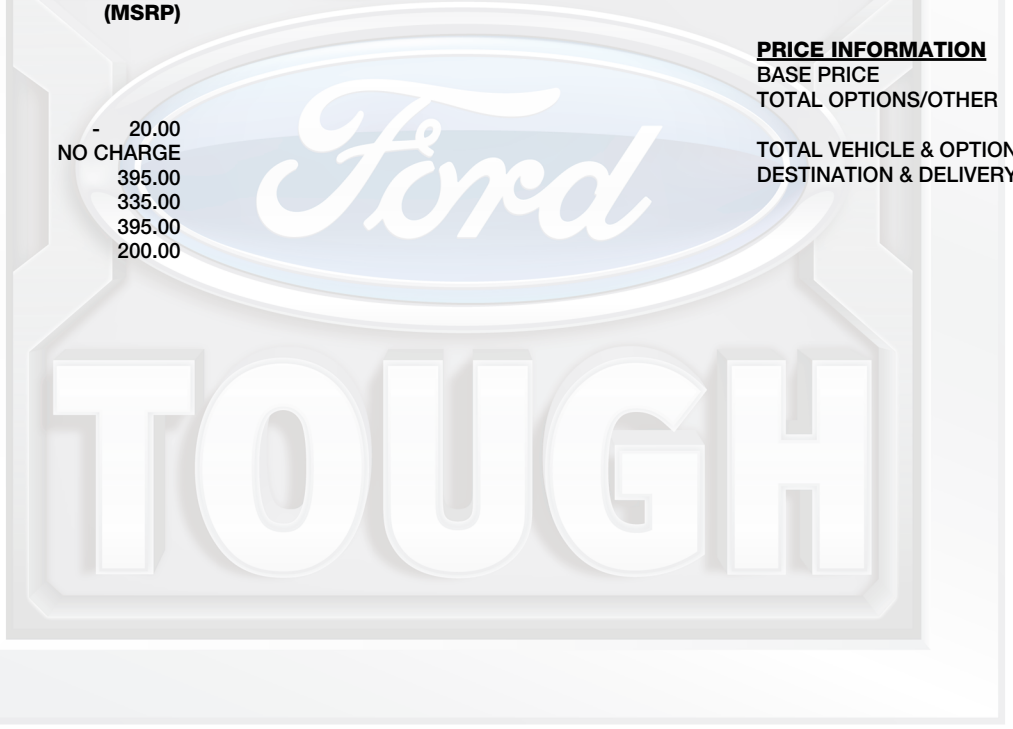 (MSRP)
- 20.00
NO CHARGE
395.00
335.00
395.00
200.00
PRICE INFORMATION
BASE PRICE
TOTAL OPTIONS/OTHER
TOTAL VEHICLE & OPTION
DESTINATION & DELIVERY
Ford
TOUGH